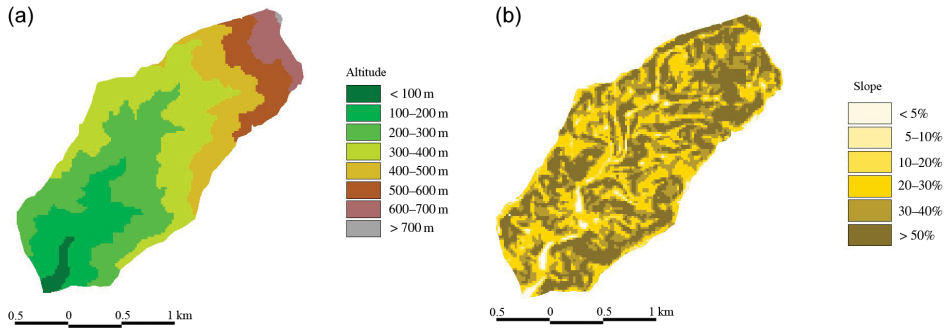 (a)
Altitude
< 100 m
100–200 m
200–300 m
300–400 m
400–500 m
500–600 m
600–700 m
> 700 m
0.5 0 0.5 1 km
(b)
Slope
< 5%
5–10%
10–20%
20–30%
30–40%
> 50%
0.5 0 0.5 1 km